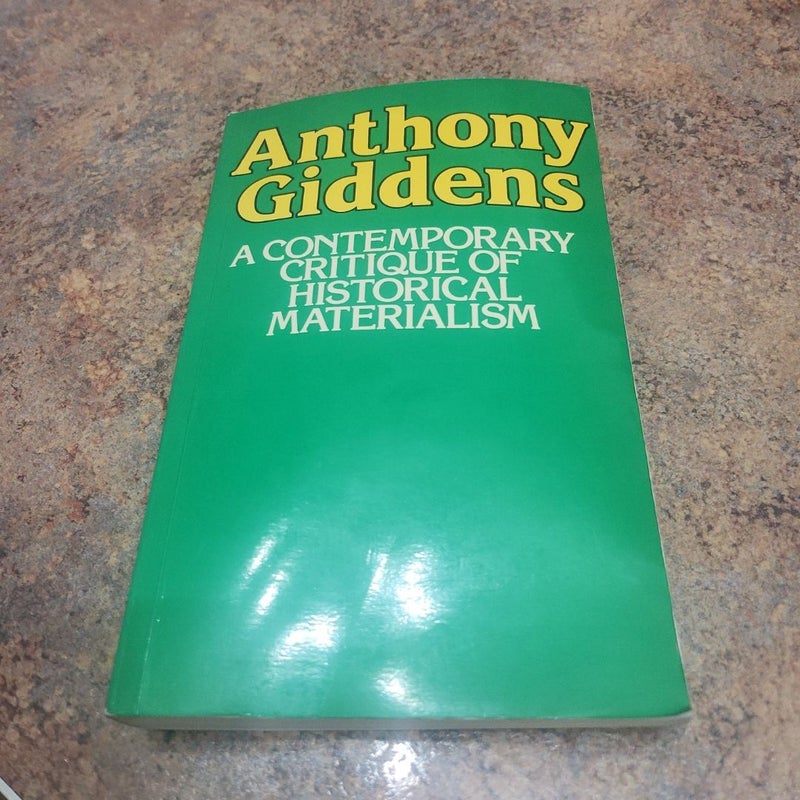 Anthony
Giddens
A CONTEMPORARY
CRITIQUE OF
HISTORICAL
MATERIALISM